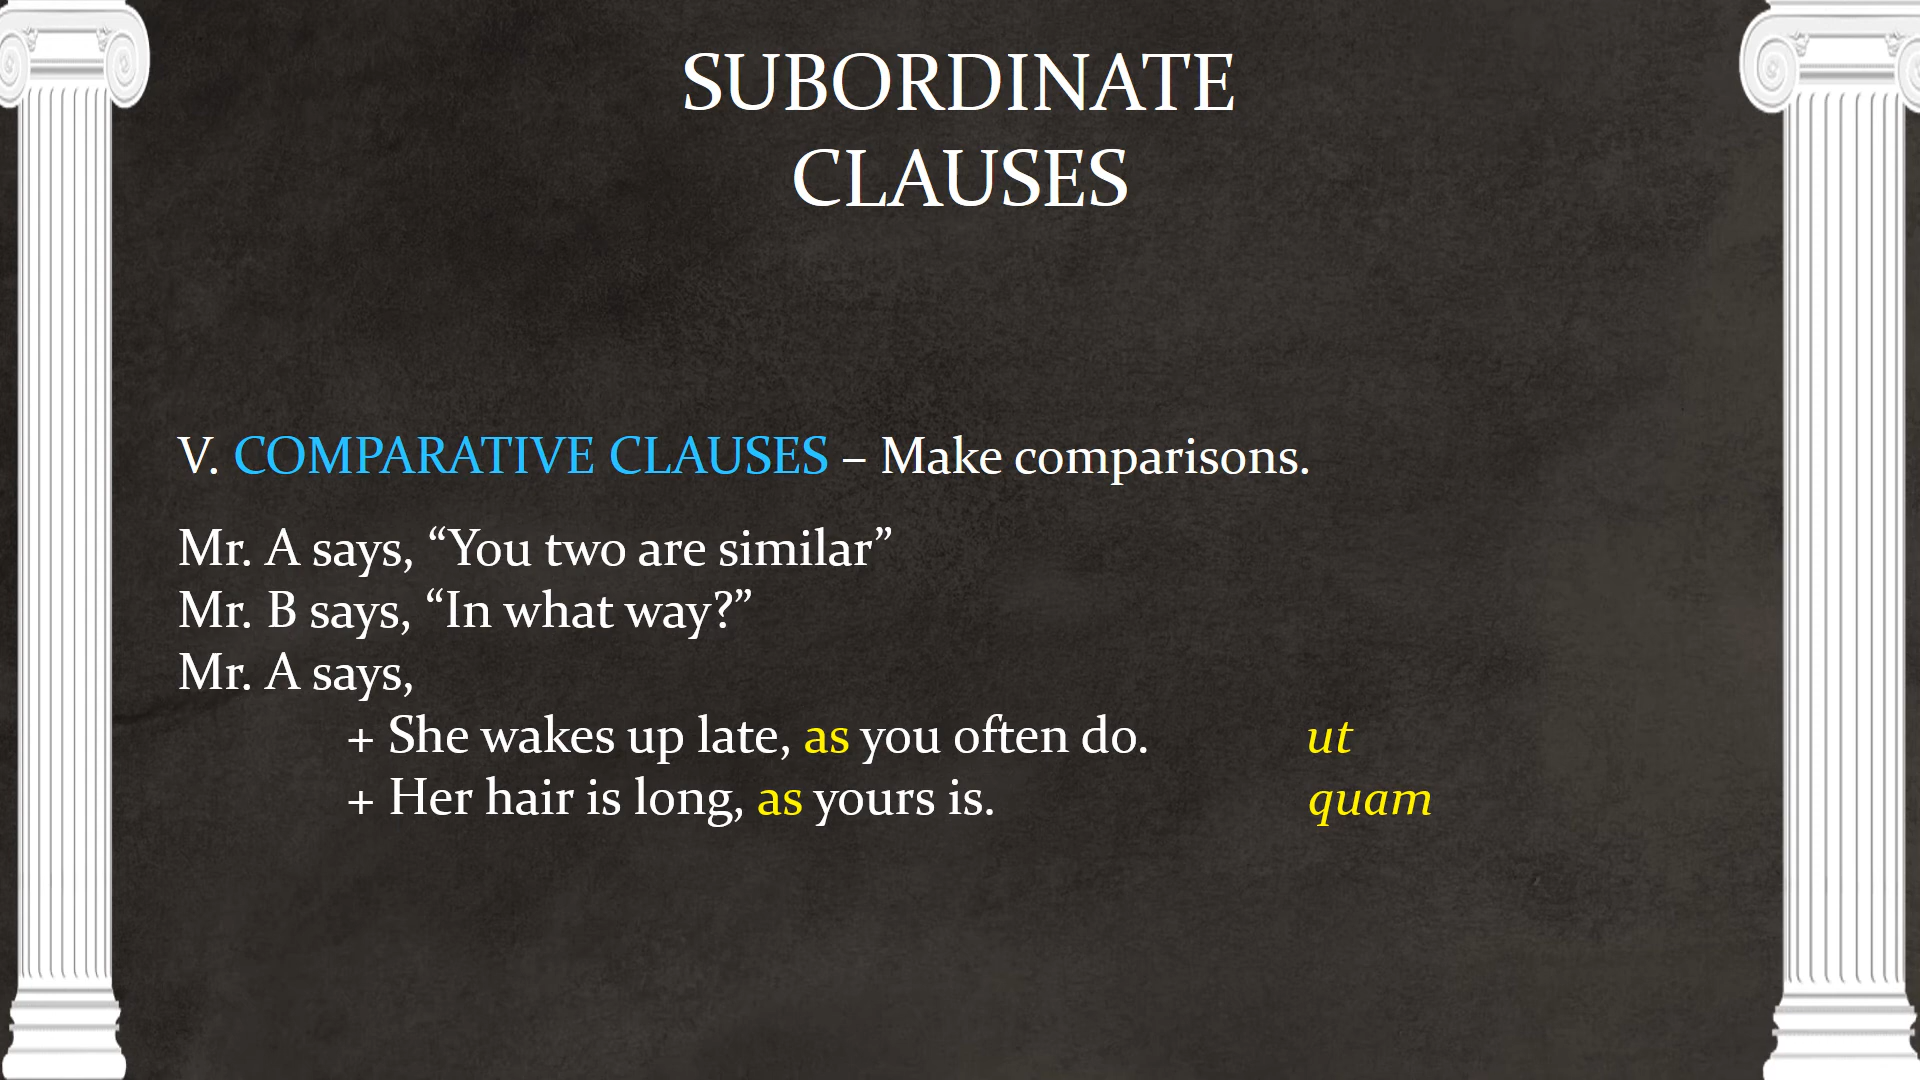 SUBORDINATE
CLAUSES
V. COMPARATIVE CLAUSES – Make comparisons.
Mr. A says, “You two are similar”
Mr. B says, “In what way?”
Mr. A says,
+ She wakes up late, as you often do. ut
+ Her hair is long, as yours is. quam